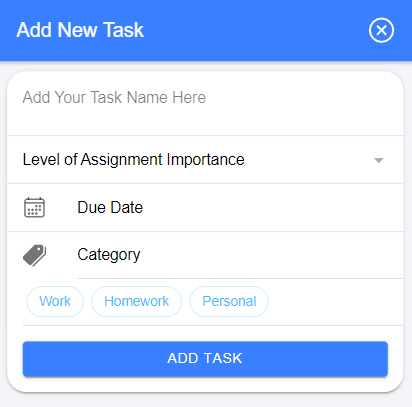 Add New Task
Add Your Task Name Here
Level of Assignment Importance
Due Date
Category
Work Homework Personal
ADD TASK